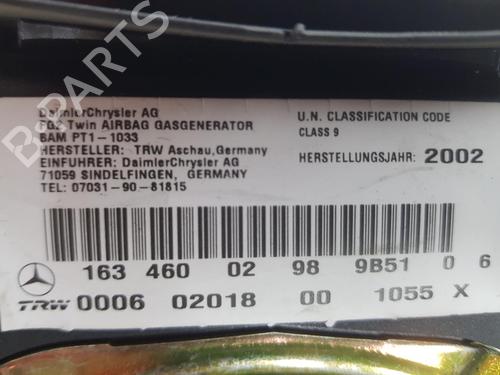 DaimlerChrysler AG
FG2 Twin AIRBAG GASGENERATOR
BAM PT1-1033
HERSTELLER: TRW Aschau,Germany
EINFUHRER: DaimlerChrysler AG
71059 SINDELFINGEN, GERMANY
TEL: 07031-90-81815
U.N. CLASSIFICATION CODE
CLASS 9
HERSTELLUNGSJAHR: 2002
163 460 02 98 9B51 0 6
TRW 0006 02018 00 1055 X